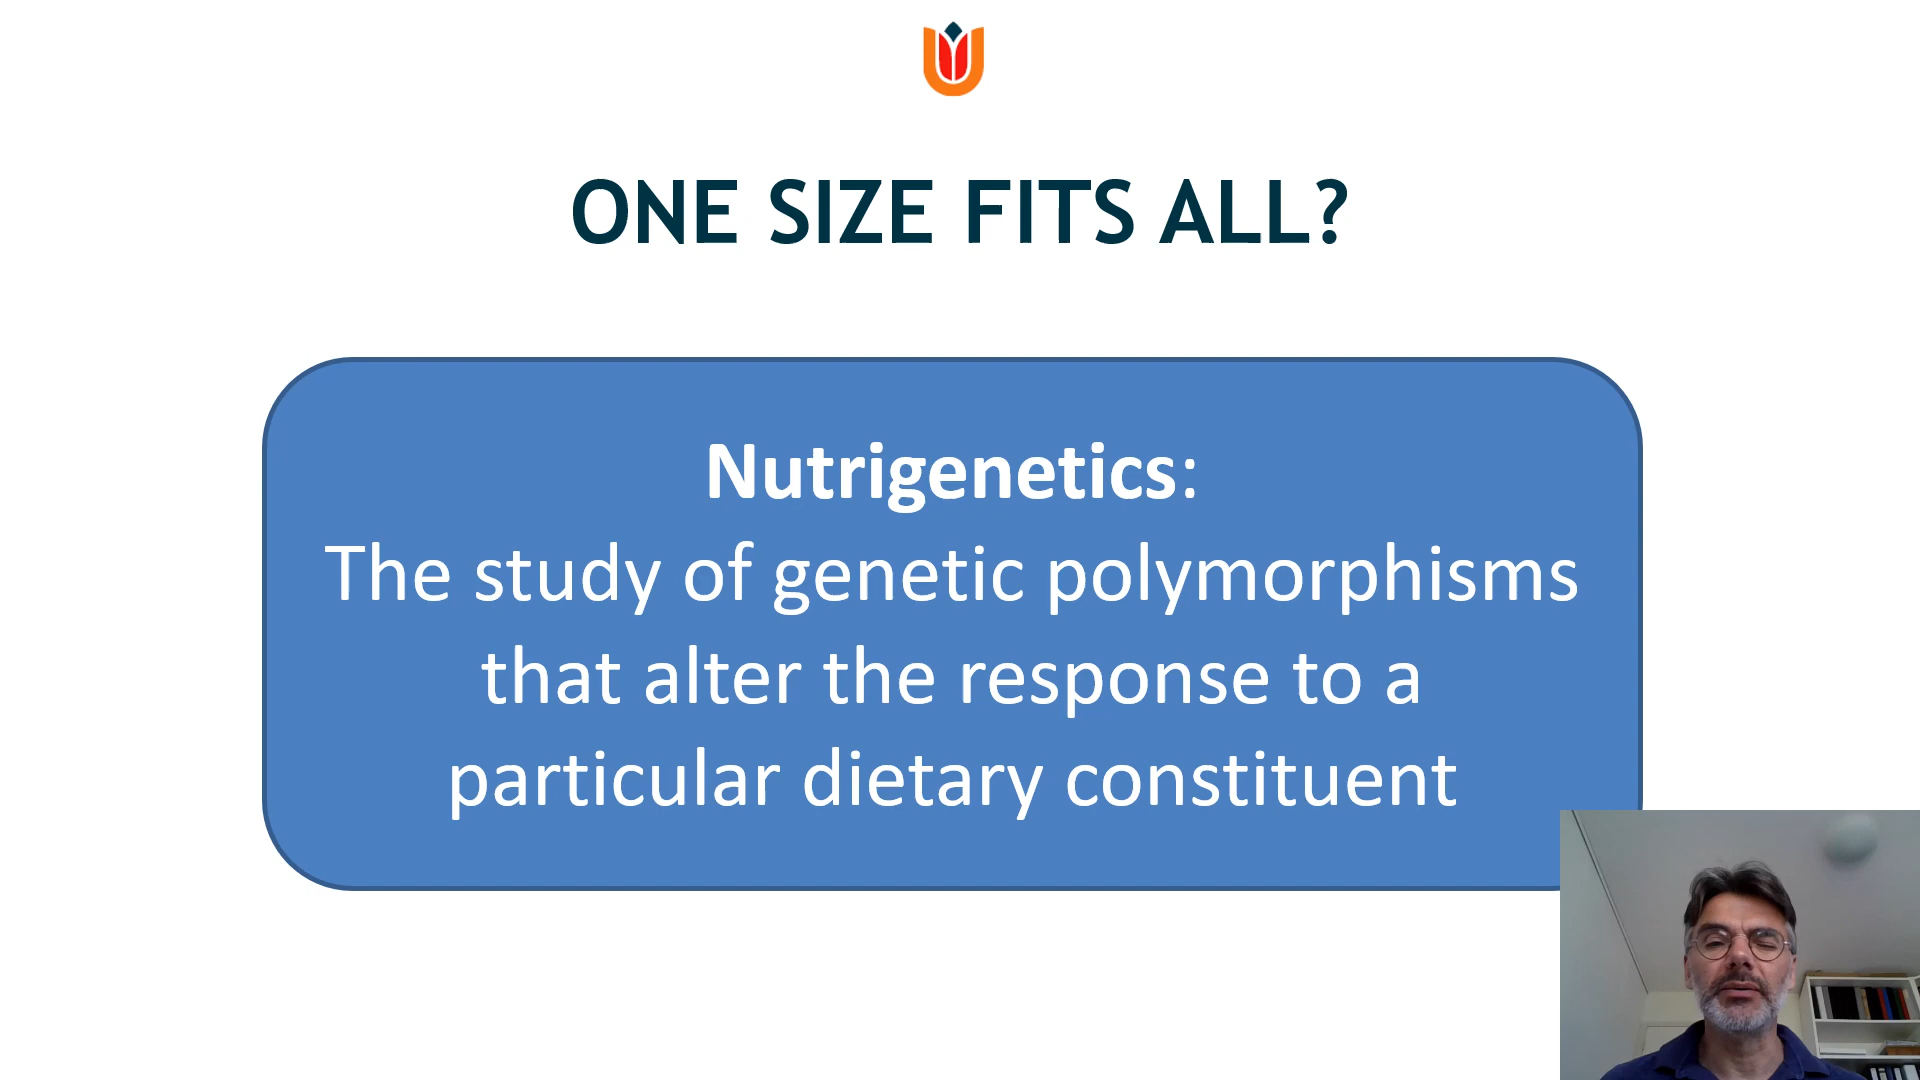 ONE SIZE FITS ALL?
Nutrigenetics:
The study of genetic polymorphisms
that alter the response to a
particular dietary constituent